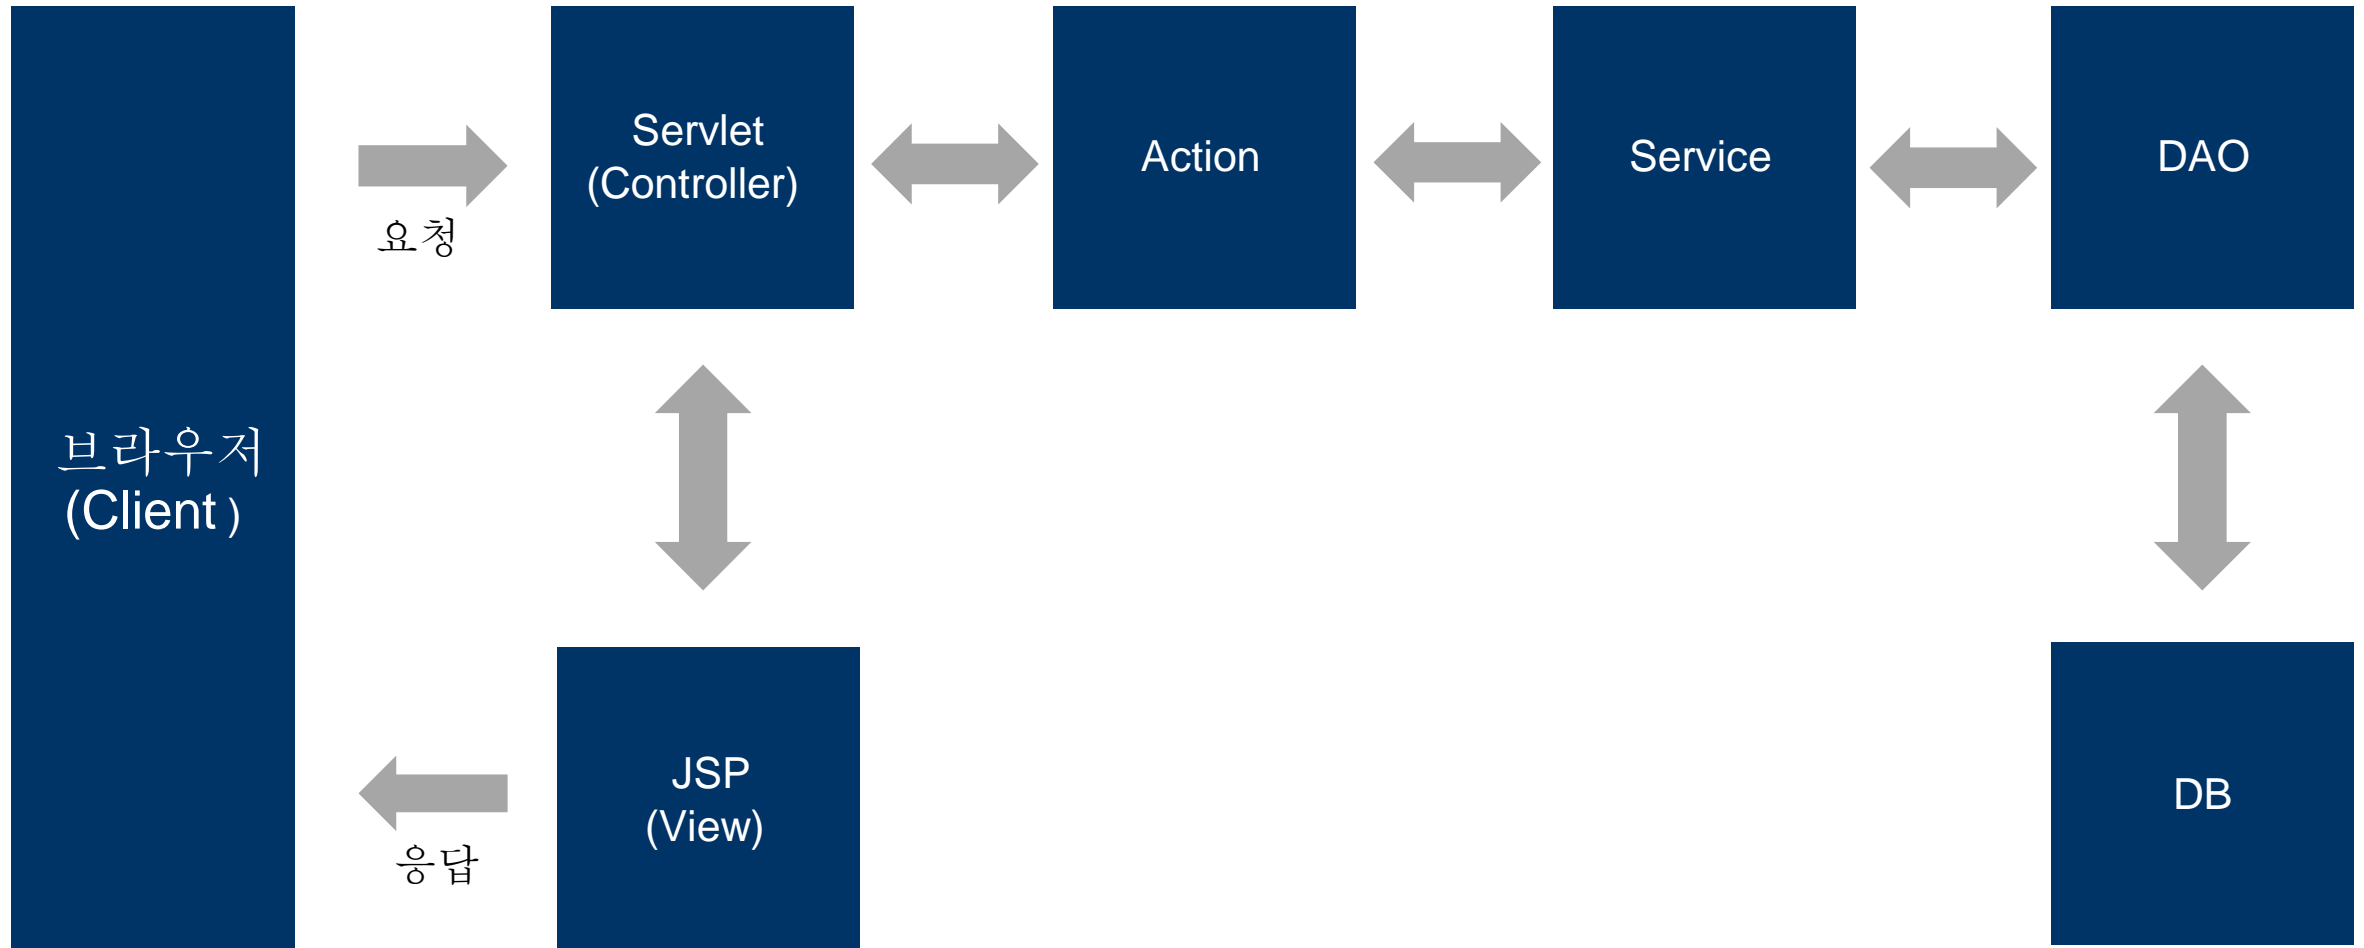 Servlet
(Controller)
Action
Service
DAO
요청
브라우저
(Client )
JSP
(View)
응답
DB